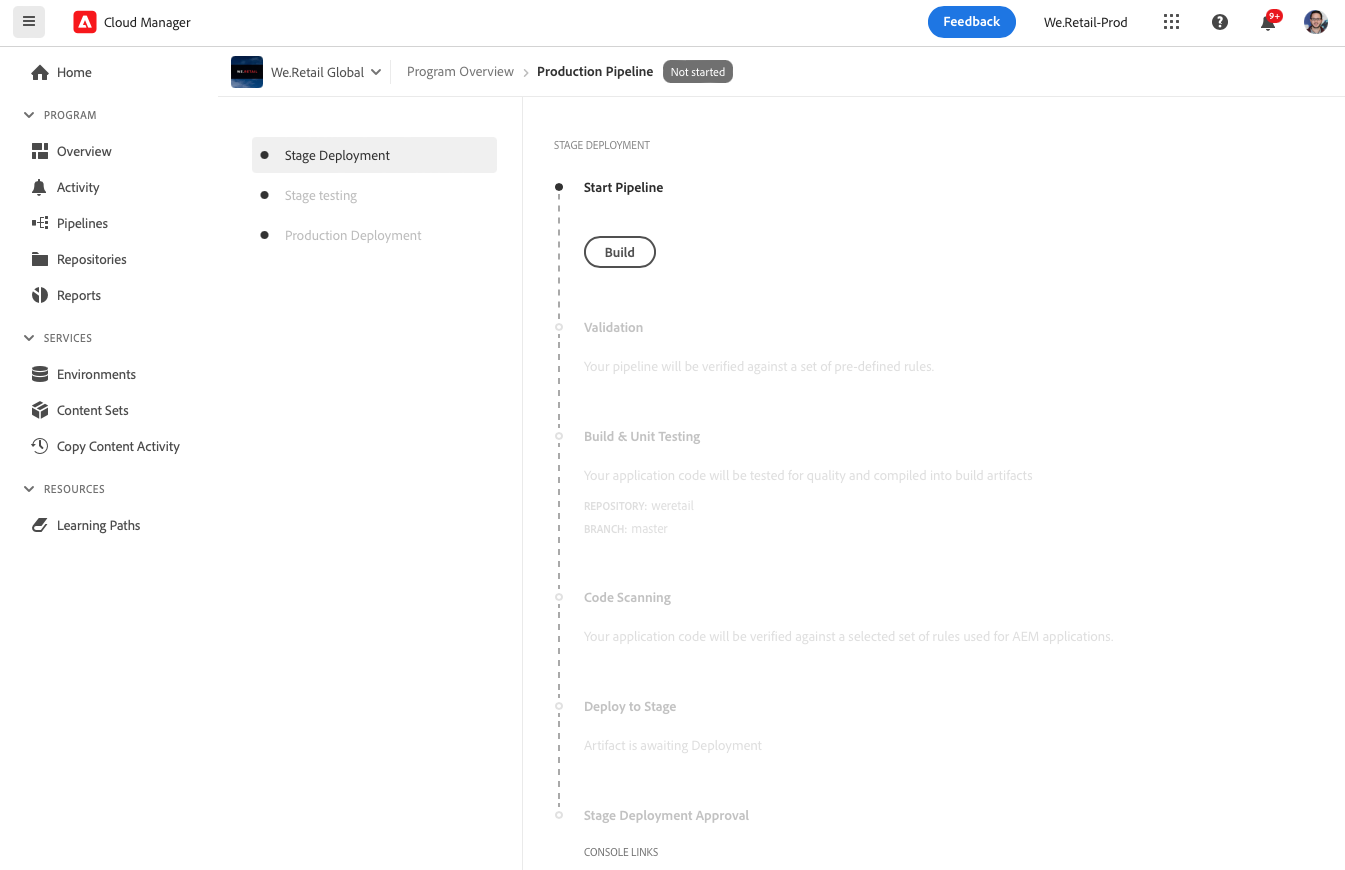 Cloud Manager
Feedback
We.Retail-Prod
9+
Home
PROGRAM
Overview
Activity
Pipelines
Repositories
Reports
SERVICES
Environments
Content Sets
Copy Content Activity
RESOURCES
Learning Paths
WE.RETAIL
We.Retail Global
Program Overview
Production Pipeline
Not started
Stage Deployment
Stage testing
Production Deployment
STAGE DEPLOYMENT
Start Pipeline
Build
Validation
Your pipeline will be verified against a set of pre-defined rules.
Build & Unit Testing
Your application code will be tested for quality and compiled into build artifacts
REPOSITORY: weretail
BRANCH: master
Code Scanning
Your application code will be verified against a selected set of rules used for AEM applications.
Deploy to Stage
Artifact is awaiting Deployment
Stage Deployment Approval
CONSOLE LINKS